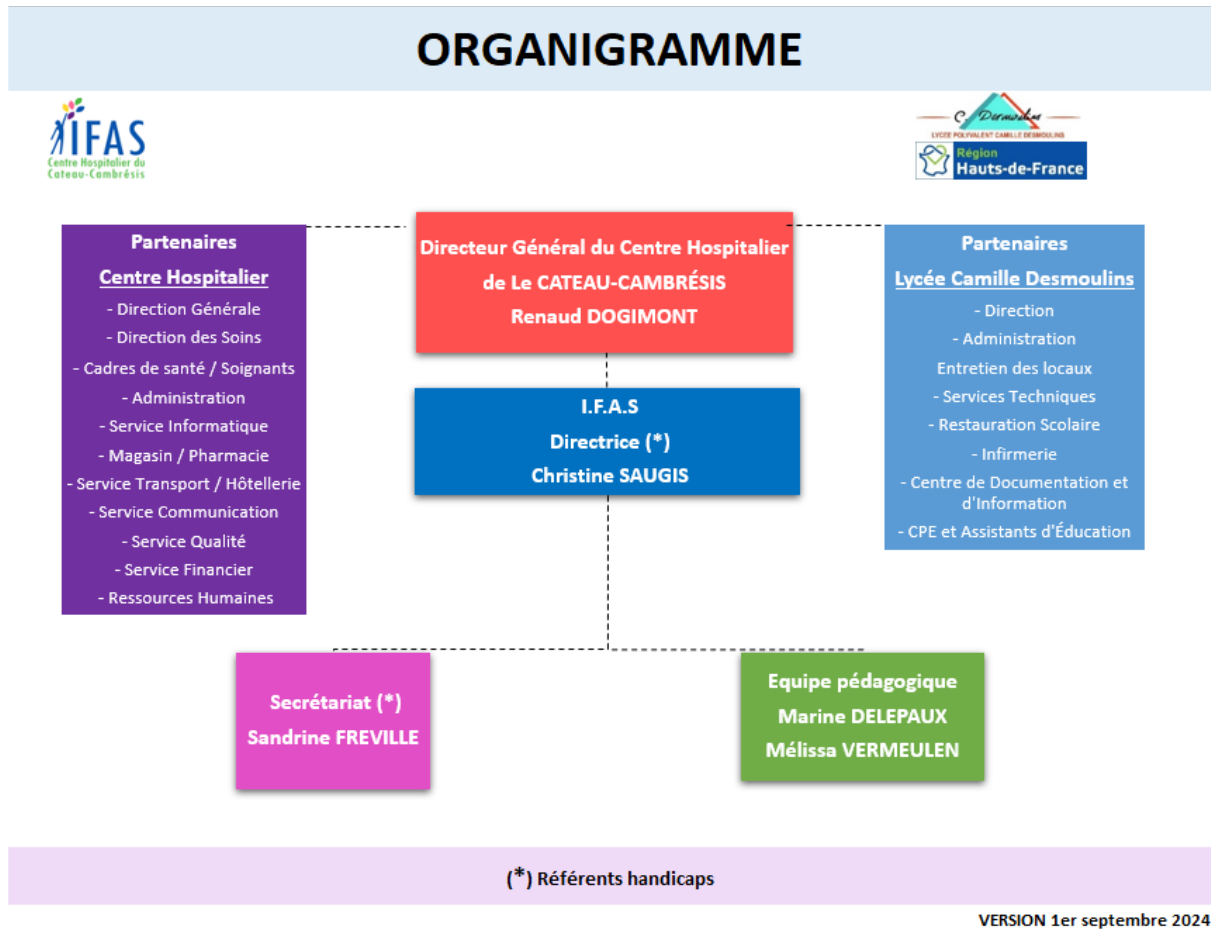 ORGANIGRAMME
IFAS
Centre Hospitalier du
Cateau-Cambrésis
C. Desmoulins
LYCEE POLYVALENT CAMILLE DESMOULINS
Région
Hauts-de-France
Partenaires
Centre Hospitalier
- Direction Générale
- Direction des Soins
- Cadres de santé / Soignants
- Administration
- Service Informatique
- Magasin / Pharmacie
- Service Transport / Hôtellerie
- Service Communication
- Service Qualité
- Service Financier
- Ressources Humaines
Directeur Général du Centre Hospitalier
de Le CATEAU-CAMBRÉSIS
Renaud DOGIMONT
I.F.A.S
Directrice (*)
Christine SAUGIS
Partenaires
Lycée Camille Desmoulins
- Direction
- Administration
Entretien des locaux
- Services Techniques
- Restauration Scolaire
- Infirmerie
- Centre de Documentation et
d'Information
- CPE et Assistants d'Éducation
Secrétariat (*)
Sandrine FREVILLE
Equipe pédagogique
Marine DELEPAUX
Mélissa VERMEULEN
(*) Référents handicaps
VERSION 1er septembre 2024